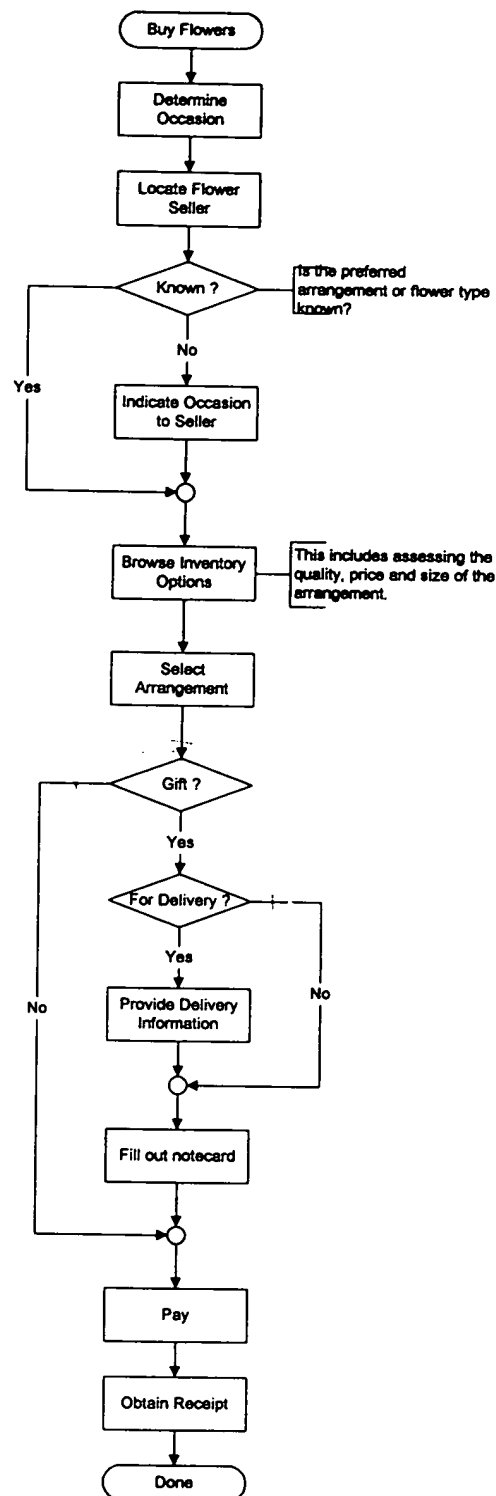 Buy Flowers
Determine
Occasion
Locate Flower
Seller
Known ?
Is the preferred
arrangement or flower type
known?
No
Yes
Indicate Occasion
to Seller
Browse Inventory
Options
This includes assessing the
quality, price and size of the
arrangement.
Select
Arrangement
Gift ?
Yes
For Delivery ?
Yes
No
No
Provide Delivery
Information
Fill out notecard
Pay
Obtain Receipt
Done